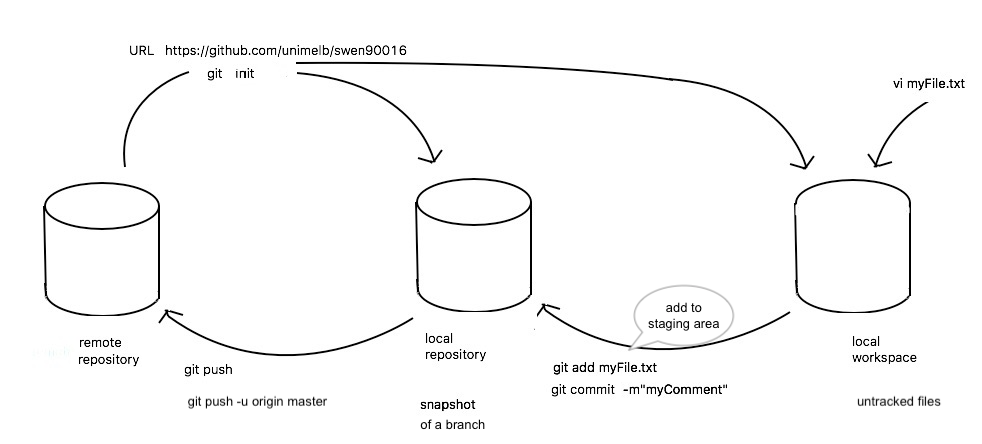 URL https://github.com/unimelb/swen90016
git init
vi myFile.txt
add to
staging area
remote
repository
local
repository
local
workspace
git push
git add myFile.txt
git commit -m"myComment"
git push -u origin master
snapshot
of a branch
untracked files